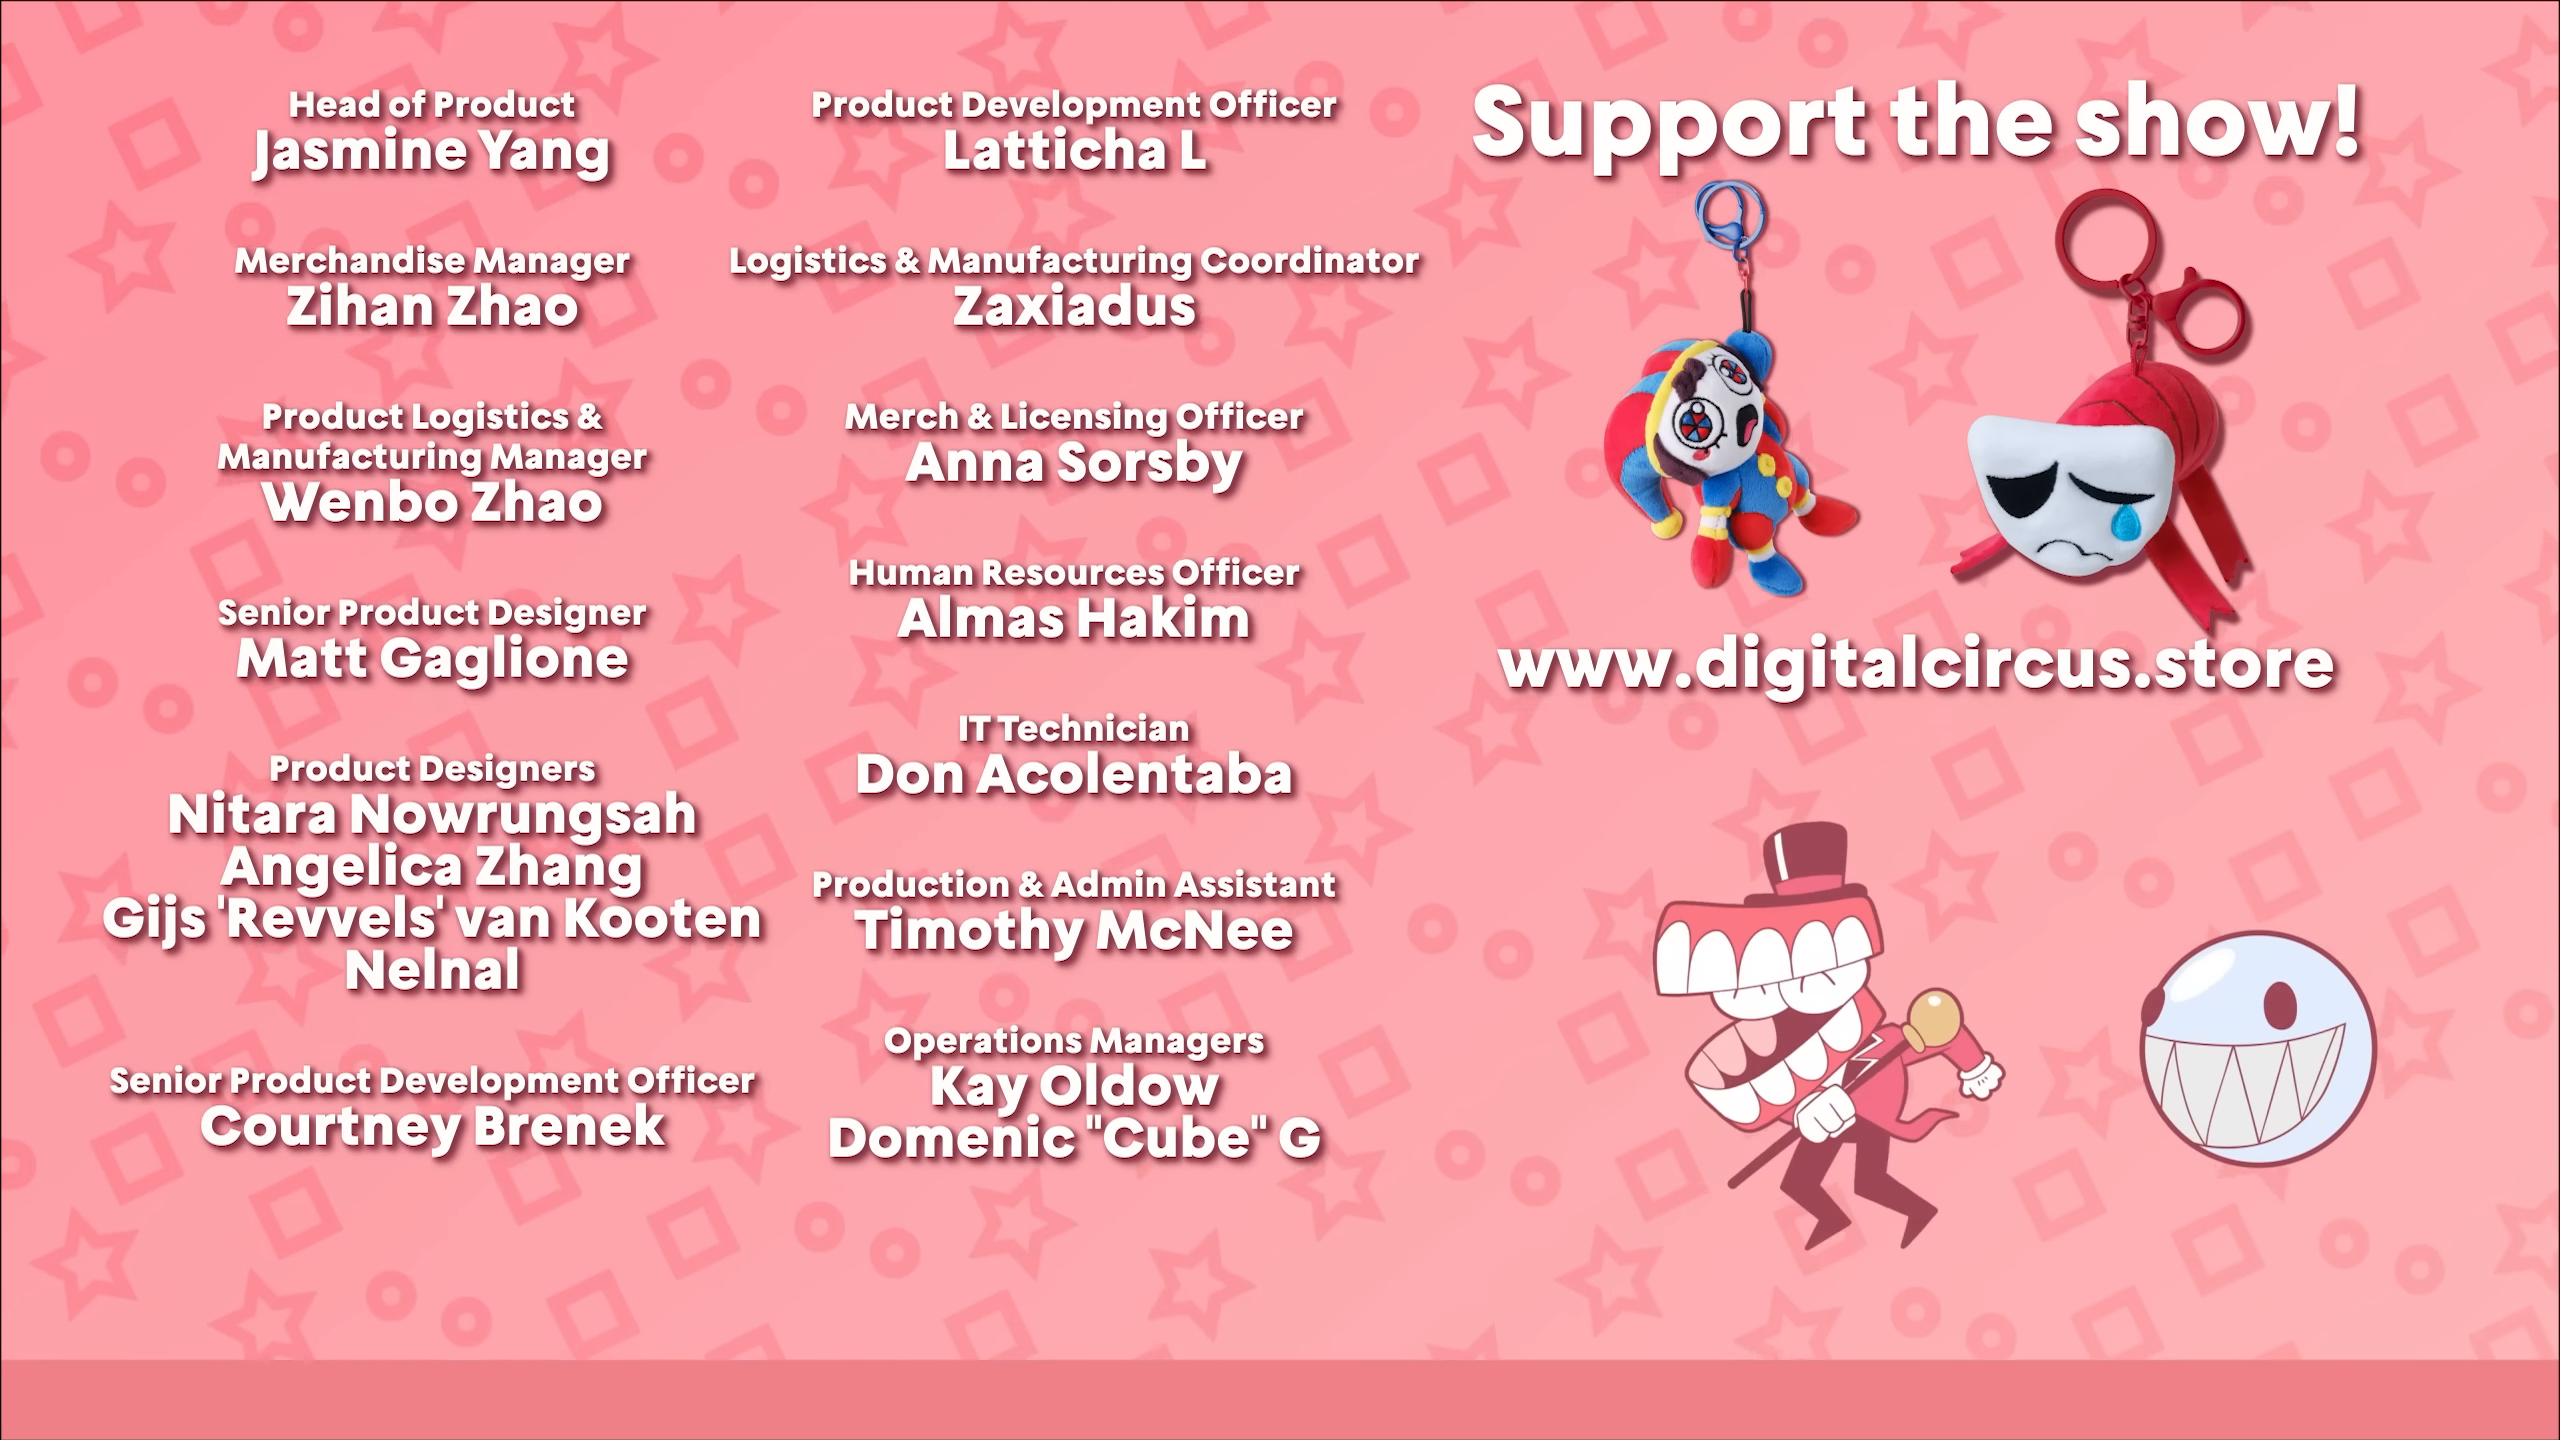 Head of Product
Jasmine Yang
Merchandise Manager
Zihan Zhao
Product Logistics &
Manufacturing Manager
Wenbo Zhao
Senior Product Designer
Matt Gaglione
Product Designers
Nitara Nowrungsah
Angelica Zhang
Gijs 'Revvels' van Kooten
Nelnal
Senior Product Development Officer
Courtney Brenek
Product Development Officer
Latticha L
Logistics & Manufacturing Coordinator
Zaxiadus
Merch & Licensing Officer
Anna Sorsby
Human Resources Officer
Almas Hakim
IT Technician
Don Acolentaba
Production & Admin Assistant
Timothy McNee
Operations Managers
Kay Oldow
Domenic "Cube" G
Support the show!
www.digitalcircus.store